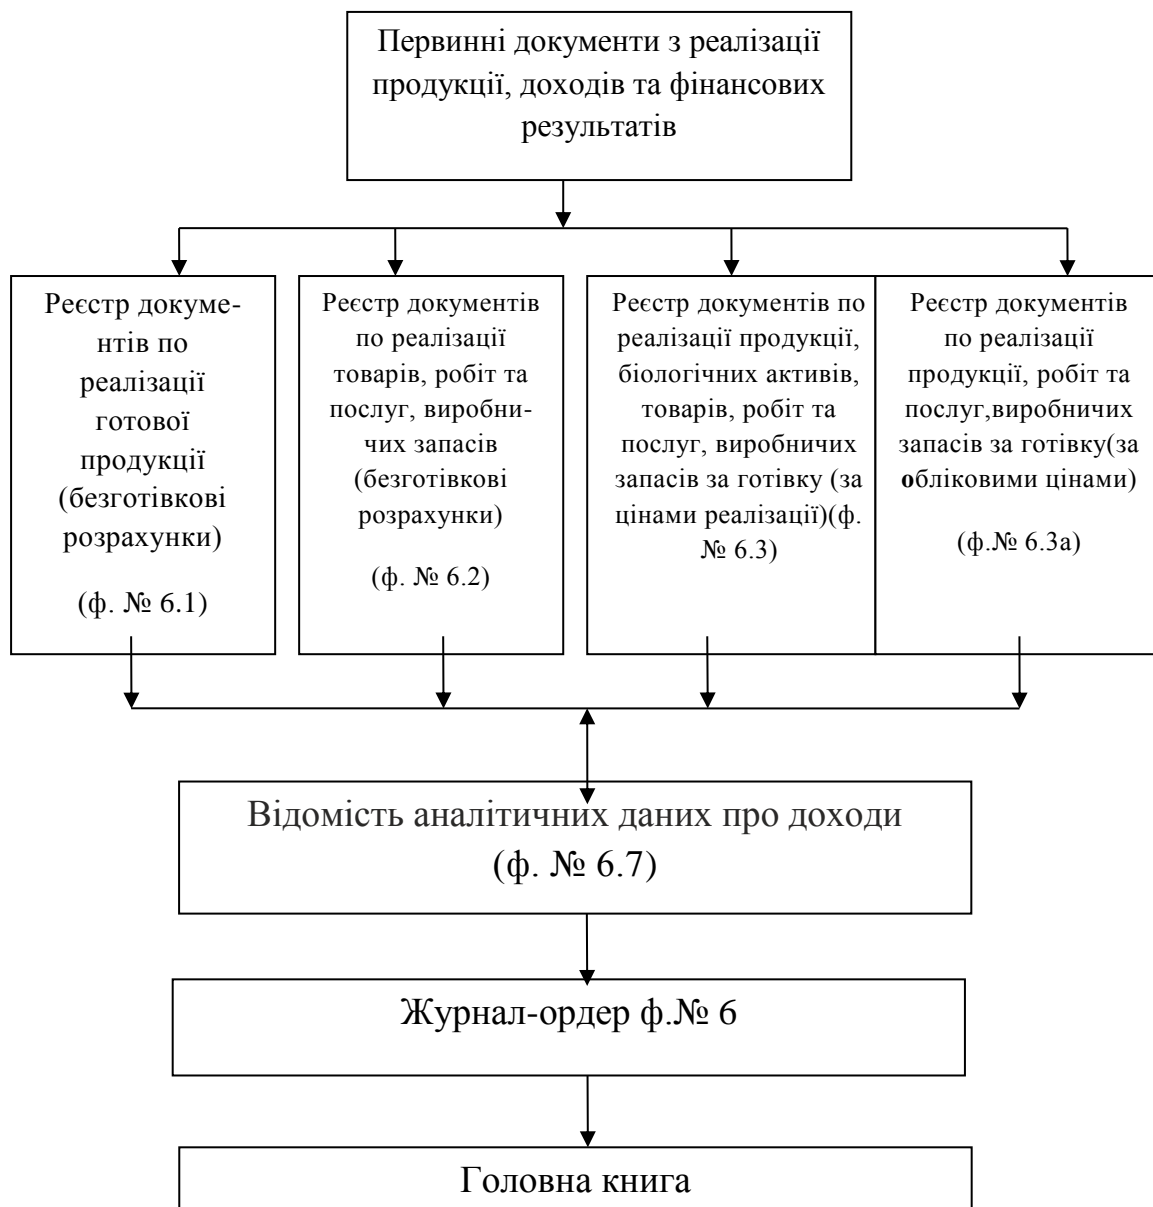 Первинні документи з реалізації
продукції, доходів та фінансових
результатів
Реєстр докуме-
нтів по
реалізації
готової
продукції
(безготівкові
розрахунки)
(ф. № 6.1)
Реєстр документів
по реалізації
товарів, робіт та
послуг, виробни-
чих запасів
(безготівкові
розрахунки)
(ф. № 6.2)
Реєстр документів по
реалізації продукції,
біологічних активів,
товарів, робіт та
послуг, виробничих
запасів за готівку (за
цінами реалізації)(ф.
№ 6.3)
Реєстр документів
по реалізації
продукції, робіт та
послуг,виробничих
запасів за готівку(за
обліковими цінами)
(ф.№ 6.3а)
Відомість аналітичних даних про доходи
(ф. № 6.7)
Журнал-ордер ф.№ 6
Головна книга